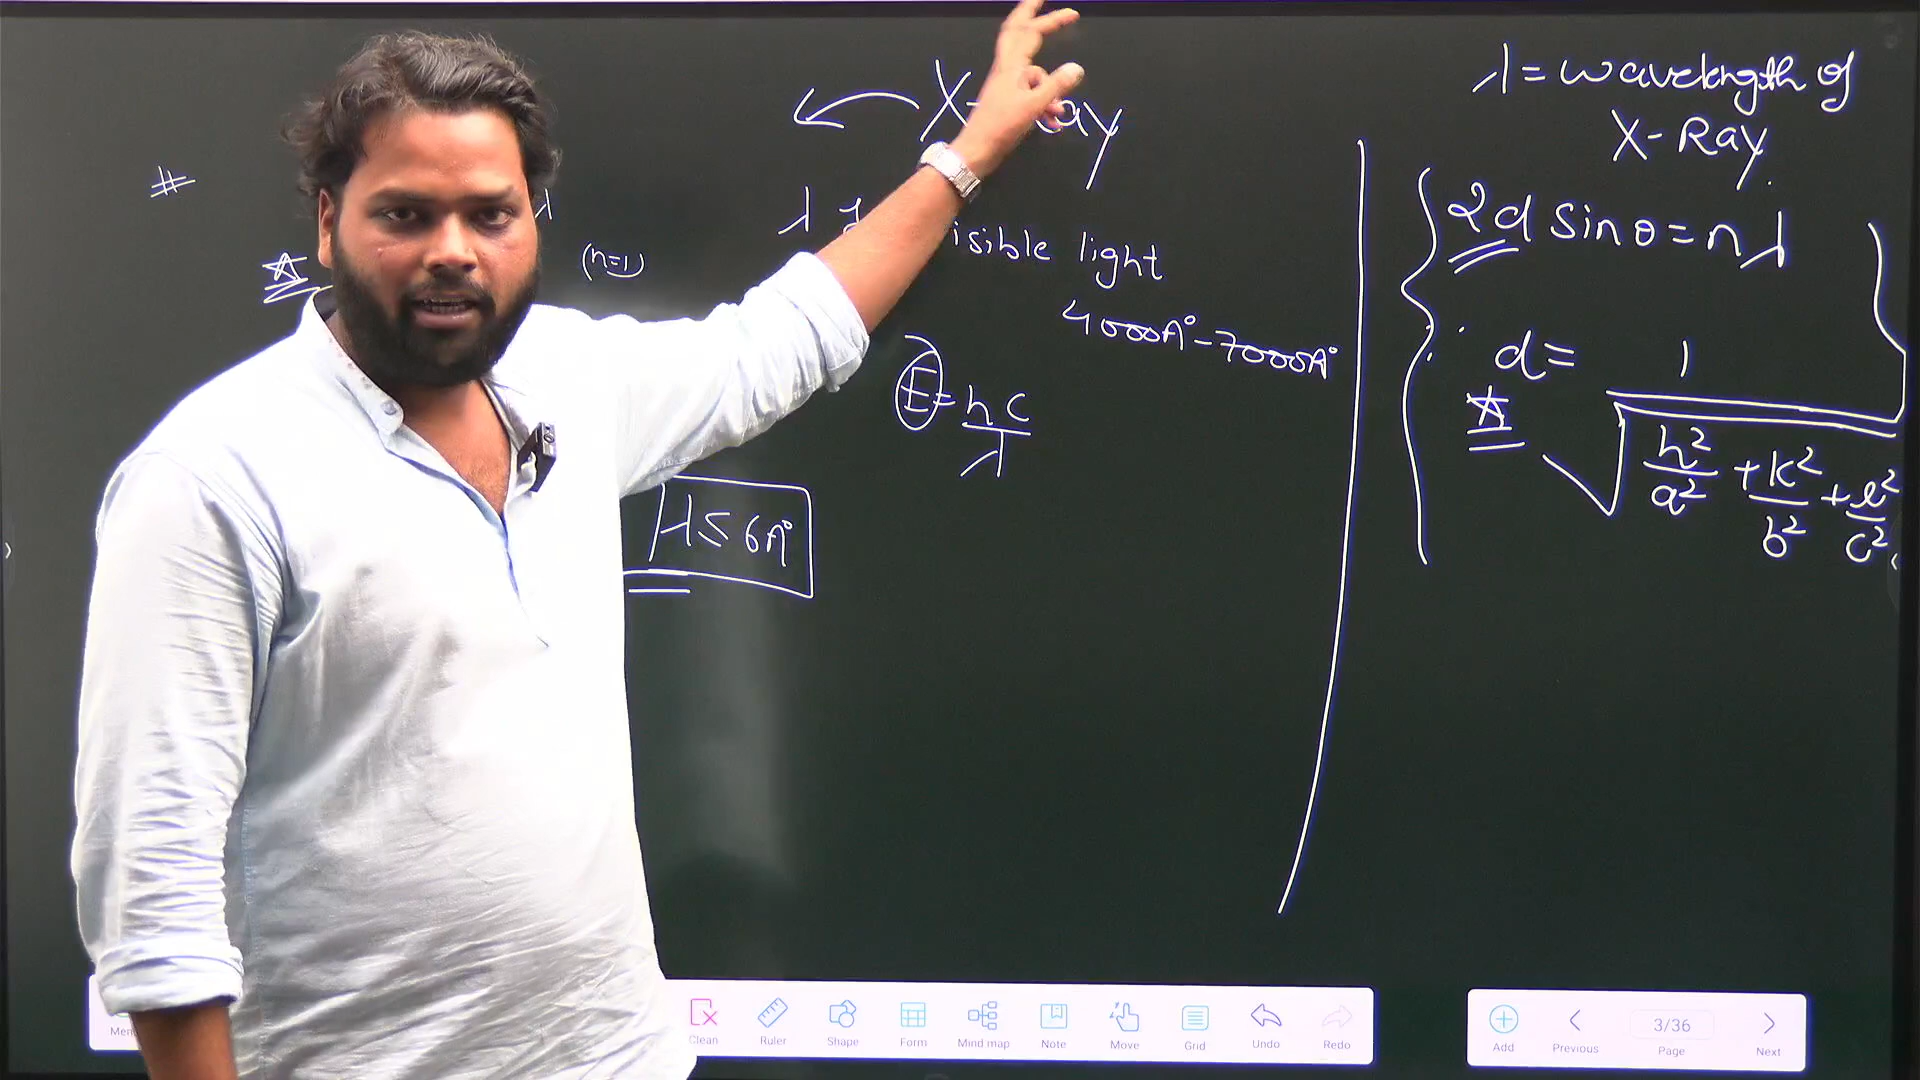 #
λ
(n=1)
X-Ray
λ visible light
4000A° - 7000A°
E = hc
λ
λ ≤ 6A°
λ = wavelength of
X-Ray.
2d sinθ = nλ
d = 1
√ h²/a² + k²/b² + l²/c²
Clean
Ruler
Shape
Form
Mind map
Note
Move
Grid
Undo
Redo
Add
Previous
3/36
Page
Next